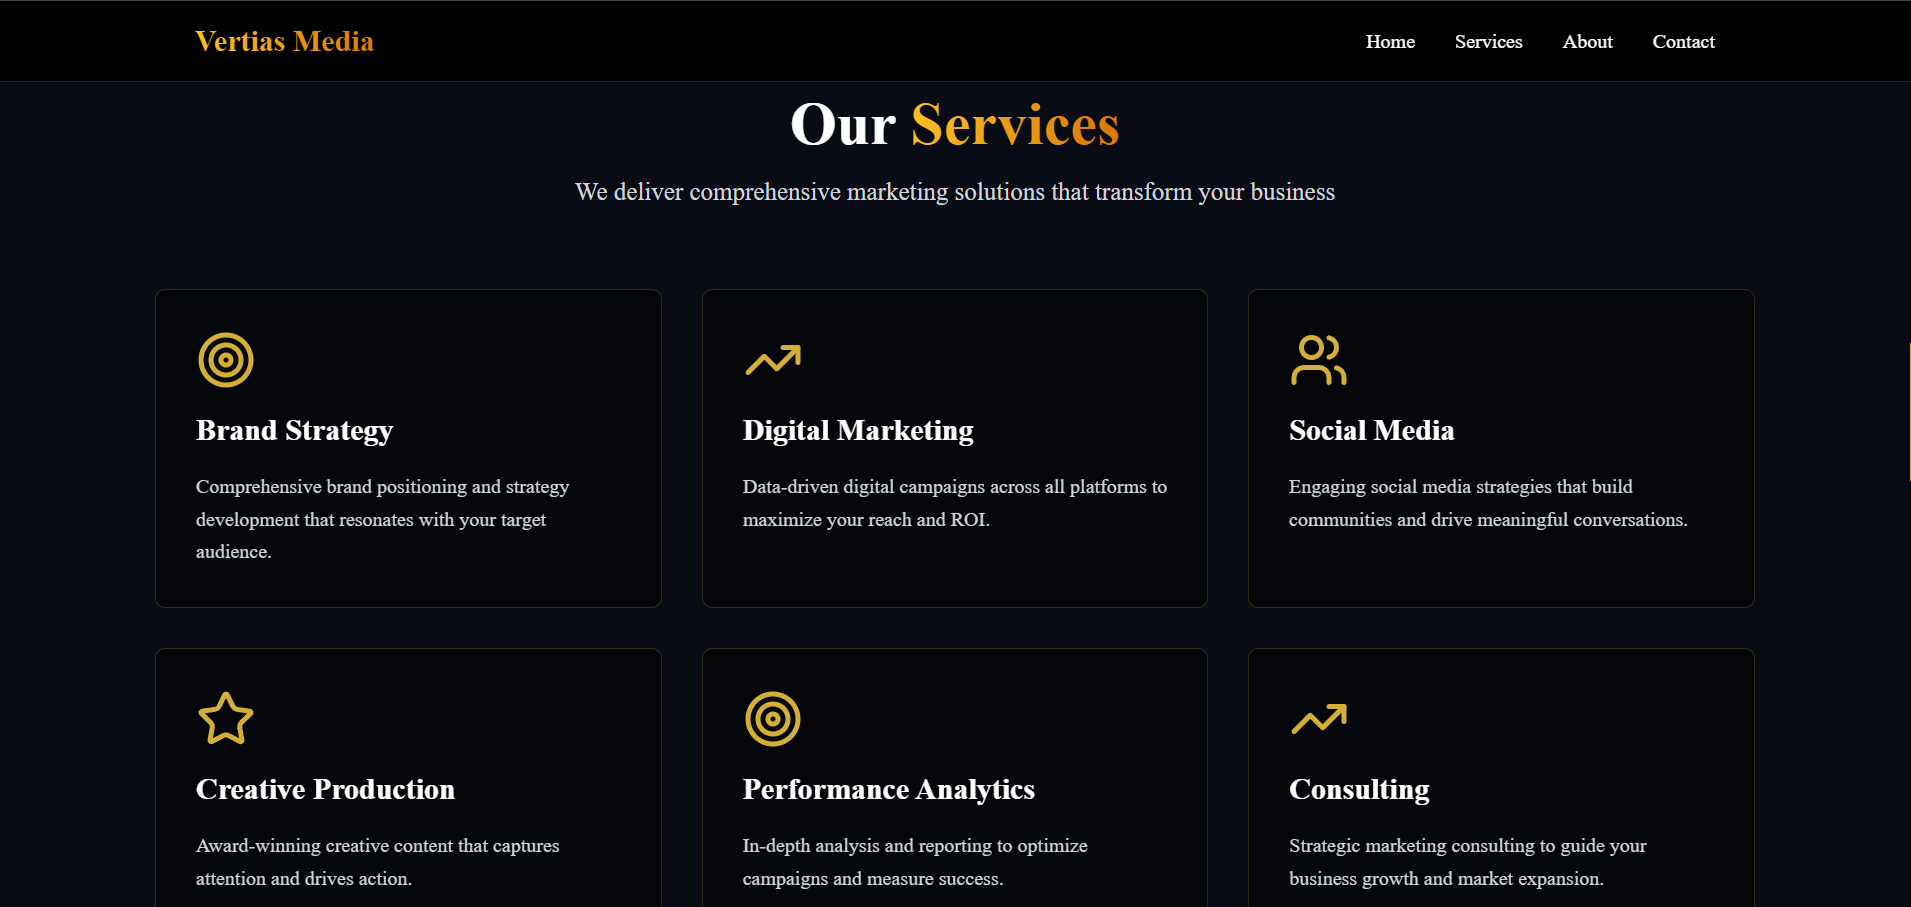 Vertias Media
Home Services About Contact
Our Services
We deliver comprehensive marketing solutions that transform your business
Brand Strategy
Comprehensive brand positioning and strategy
development that resonates with your target
audience.
Digital Marketing
Data-driven digital campaigns across all platforms to
maximize your reach and ROI.
Social Media
Engaging social media strategies that build
communities and drive meaningful conversations.
Creative Production
Award-winning creative content that captures
attention and drives action.
Performance Analytics
In-depth analysis and reporting to optimize
campaigns and measure success.
Consulting
Strategic marketing consulting to guide your
business growth and market expansion.